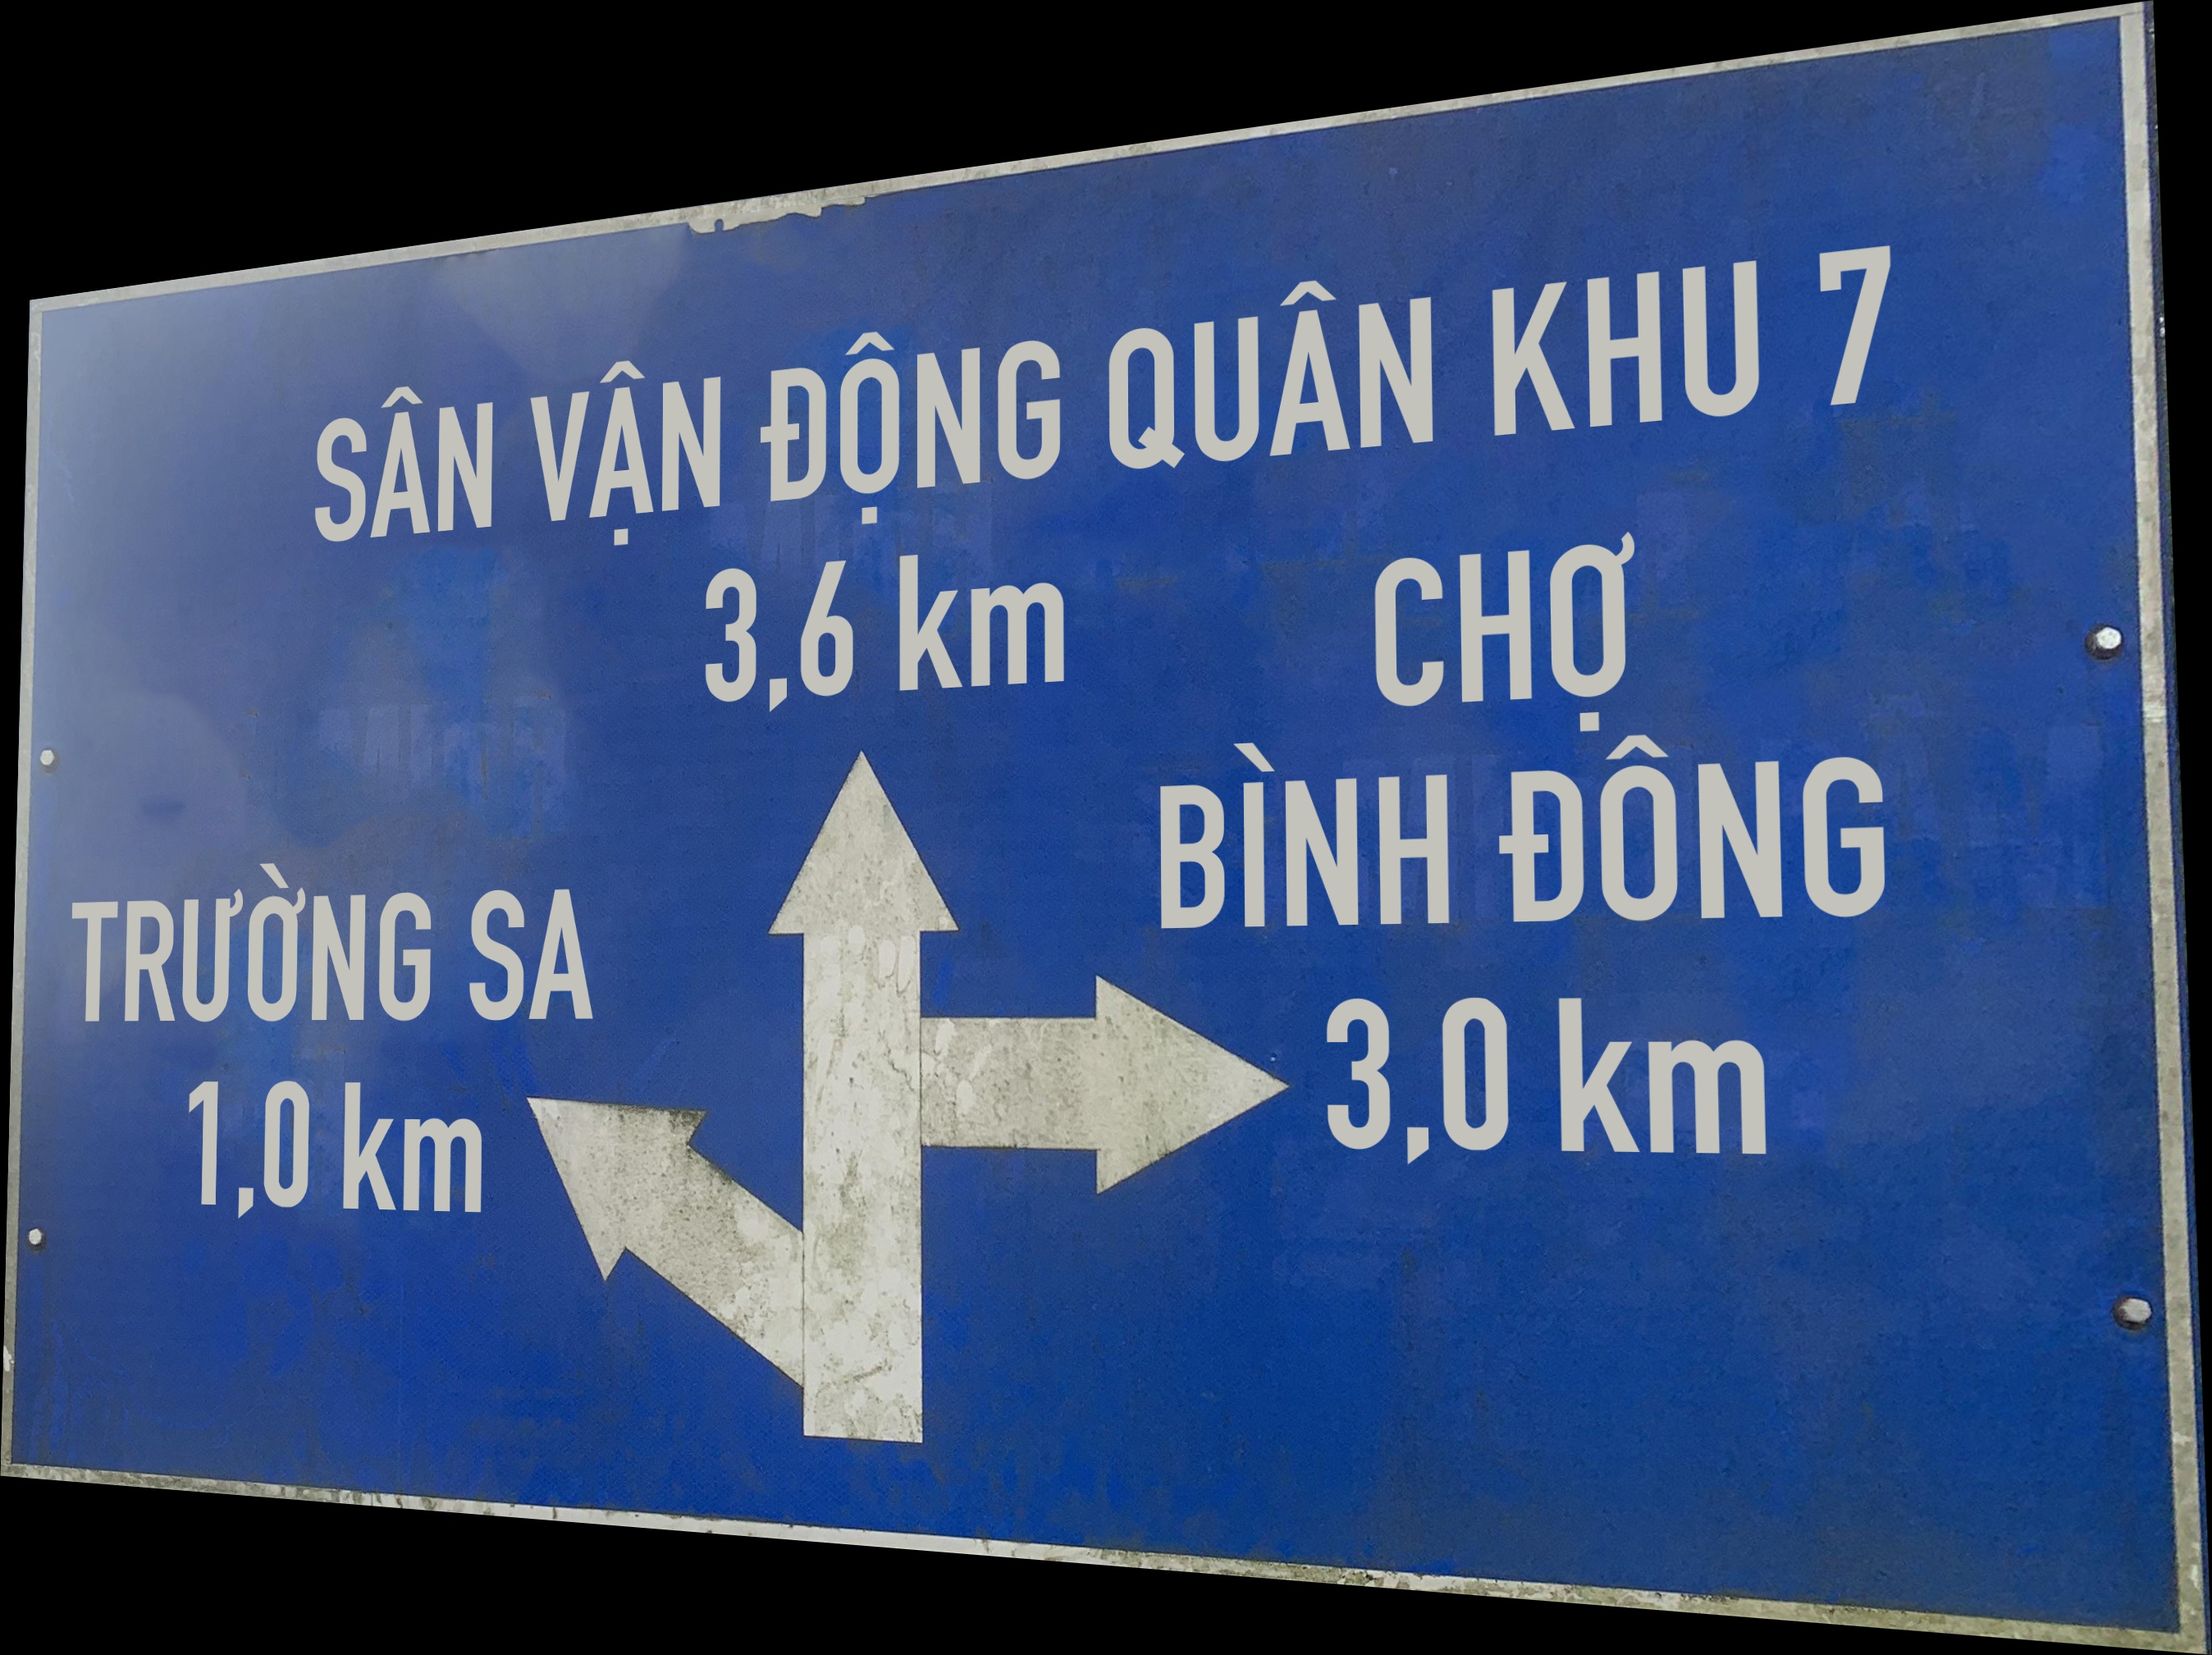 SÂN VẬN ĐỘNG QUÂN KHU 7
3,6 km
CHỢ
BÌNH ĐÔNG
3,0 km
TRƯỜNG SA
1,0 km